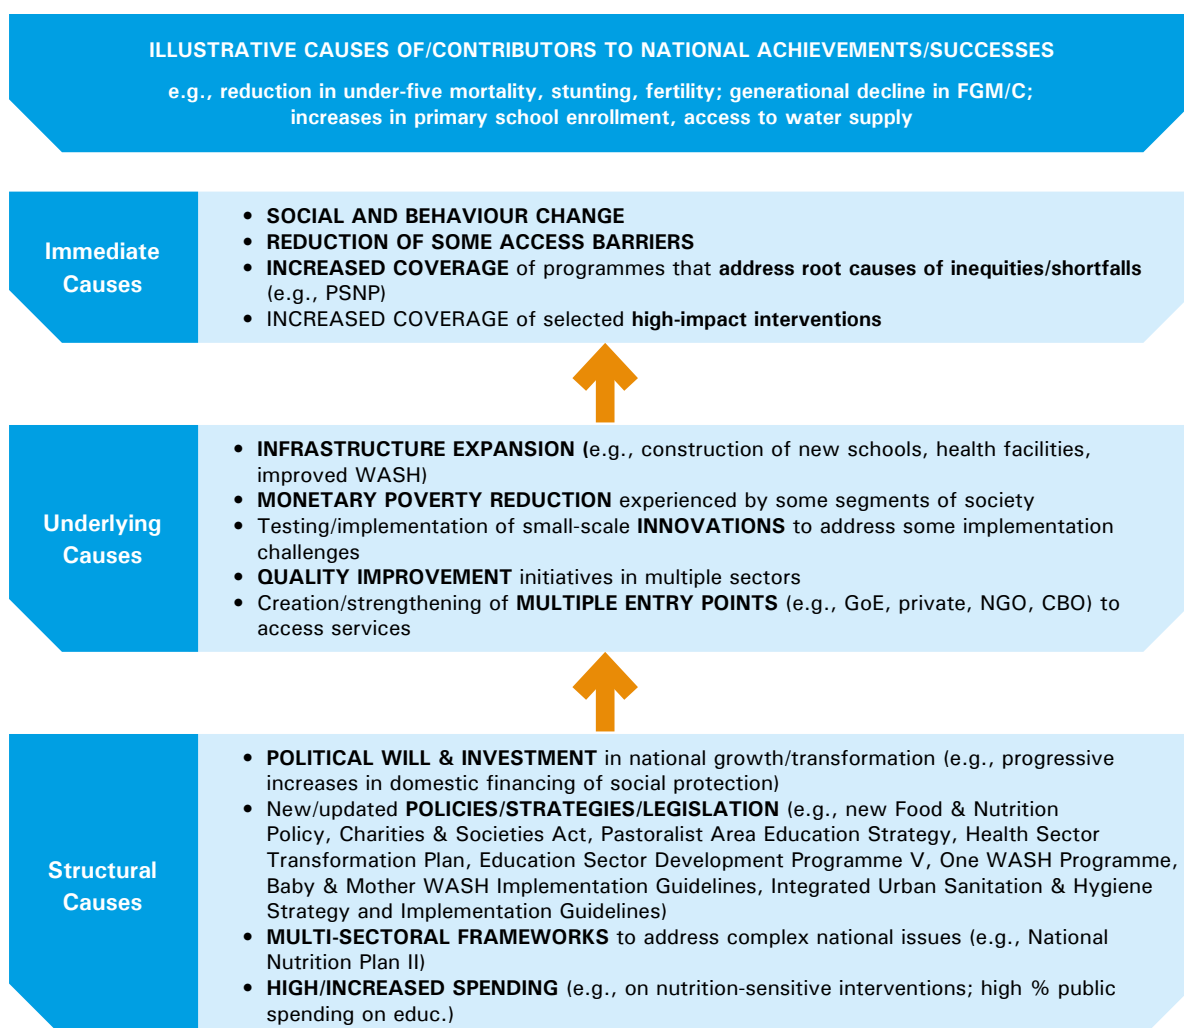 ILLUSTRATIVE CAUSES OF/CONTRIBUTORS TO NATIONAL ACHIEVEMENTS/SUCCESSES
e.g., reduction in under-five mortality, stunting, fertility; generational decline in FGM/C;
increases in primary school enrollment, access to water supply
Immediate
Causes
• SOCIAL AND BEHAVIOUR CHANGE
• REDUCTION OF SOME ACCESS BARRIERS
• INCREASED COVERAGE of programmes that address root causes of inequities/shortfalls
(e.g., PSNP)
• INCREASED COVERAGE of selected high-impact interventions
Underlying
Causes
• INFRASTRUCTURE EXPANSION (e.g., construction of new schools, health facilities,
improved WASH)
• MONETARY POVERTY REDUCTION experienced by some segments of society
• Testing/implementation of small-scale INNOVATIONS to address some implementation
challenges
• QUALITY IMPROVEMENT initiatives in multiple sectors
• Creation/strengthening of MULTIPLE ENTRY POINTS (e.g., GoE, private, NGO, CBO) to
access services
Structural
Causes
• POLITICAL WILL & INVESTMENT in national growth/transformation (e.g., progressive
increases in domestic financing of social protection)
• New/updated POLICIES/STRATEGIES/LEGISLATION (e.g., new Food & Nutrition
Policy, Charities & Societies Act, Pastoralist Area Education Strategy, Health Sector
Transformation Plan, Education Sector Development Programme V, One WASH Programme,
Baby & Mother WASH Implementation Guidelines, Integrated Urban Sanitation & Hygiene
Strategy and Implementation Guidelines)
• MULTI-SECTORAL FRAMEWORKS to address complex national issues (e.g., National
Nutrition Plan II)
• HIGH/INCREASED SPENDING (e.g., on nutrition-sensitive interventions; high % public
spending on educ.)